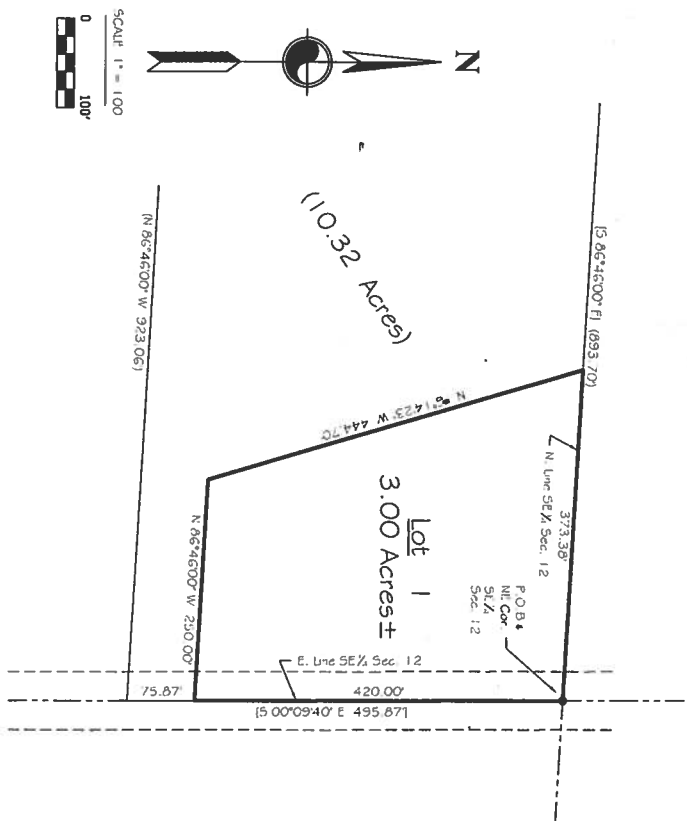 SCALE 1" = 100
0 100'
N
(10.32 Acres)
(S 86°46'00" E) (893.70')
(N 86°46'00" W 923.06)
W 444.70'
373.38'
N. Line SE¼ Sec. 12
P.O.B. &
NE Cor.
SE¼
Sec. 12
Lot 1
3.00 Acres±
N 86°46'00" W 250.00'
E. Line SE¼ Sec. 12
75.87'
420.00'
(S 00°09'40" E 495.87')